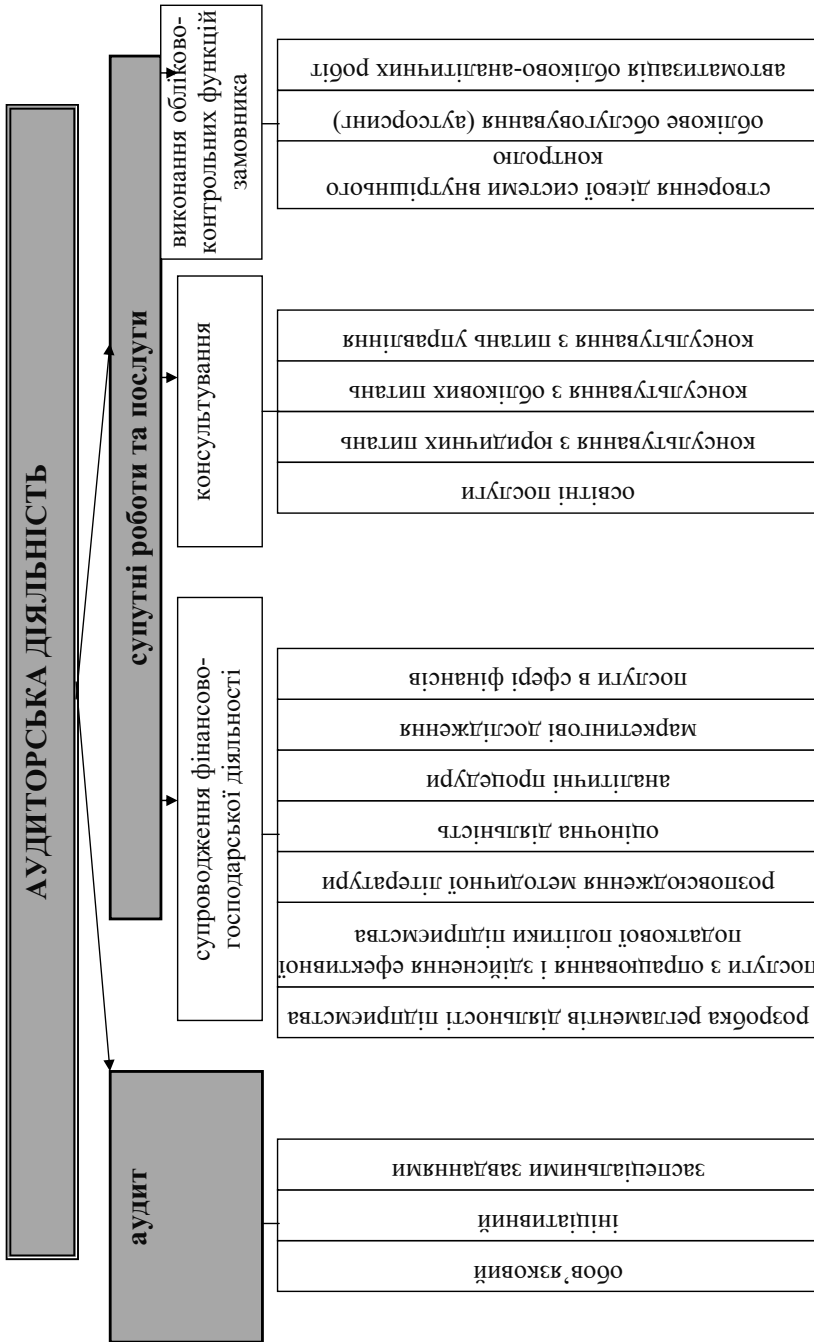 АУДИТОРСЬКА ДІЯЛЬНІСТЬ
аудит
супутні роботи та послуги
супроводження фінансово-
господарської діяльності
консультування
виконання обліково-
контрольних функцій
замовника
обов’язковий
ініціативний
заспеціальними завданнями
розробка регламентів діяльності підприємства
послуги з опрацювання і здійснення ефективної
податкової політики підприємства
розповсюдження методичної літератури
оціночна діяльність
аналітичні процедури
маркетингові дослідження
послуги в сфері фінансів
освітні послуги
консультування з юридичних питань
консультування з облікових питань
консультування з питань управління
створення дієвої системи внутрішнього
контролю
облікове обслуговування (аутсорсинг)
автоматизація обліково-аналітичних робіт